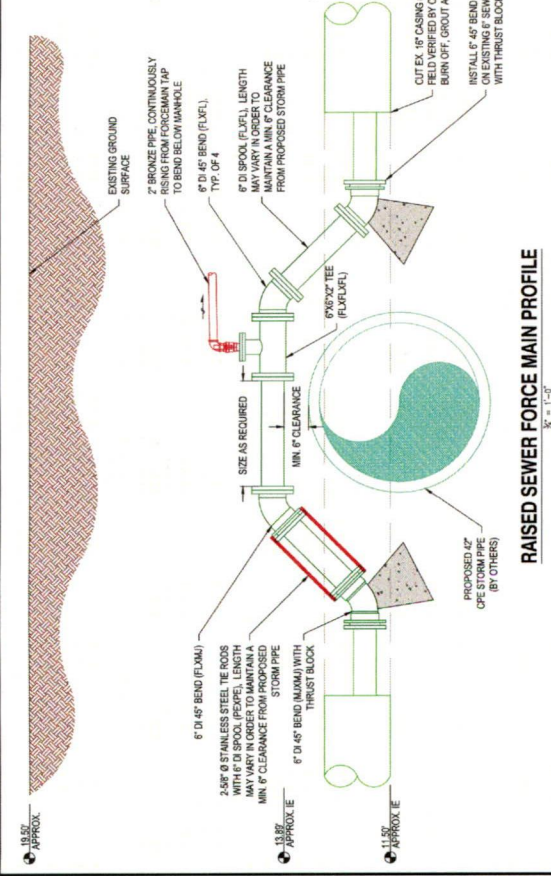 19.50'
APPROX.
EXISTING GROUND
SURFACE
2" BRONZE PIPE, CONTINUOUSLY
RISING FROM FORCEMAIN TAP
TO BEND BELOW MANHOLE
6" DI 45° BEND (FLXFL),
TYP. OF 4
6" DI SPOOL (FLXFL), LENGTH
MAY VARY IN ORDER TO
MAINTAIN A MIN. 6" CLEARANCE
FROM PROPOSED STORM PIPE
SIZE AS REQUIRED
6"X6"X2" TEE
(FLXFLXFL)
MIN. 6" CLEARANCE
13.89'
APPROX. IE
6" DI 45° BEND (FLXMJ)
2-5/8" Ø STAINLESS STEEL TIE RODS
WITH 6" DI SPOOL (PEXPE), LENGTH
MAY VARY IN ORDER TO MAINTAIN A
MIN. 6" CLEARANCE FROM PROPOSED
STORM PIPE
6" DI 45° BEND (MJXMJ) WITH
THRUST BLOCK
11.50'
APPROX. IE
CUT EX. 16" CASING
FIELD VERIFIED BY
BURN OFF, GROUT
INSTALL 6" 45° BEND
ON EXISTING 6" SEW
WITH THRUST BLOCK
PROPOSED 42"
CPE STORM PIPE
(BY OTHERS)
RAISED SEWER FORCE MAIN PROFILE
= 1'-0"